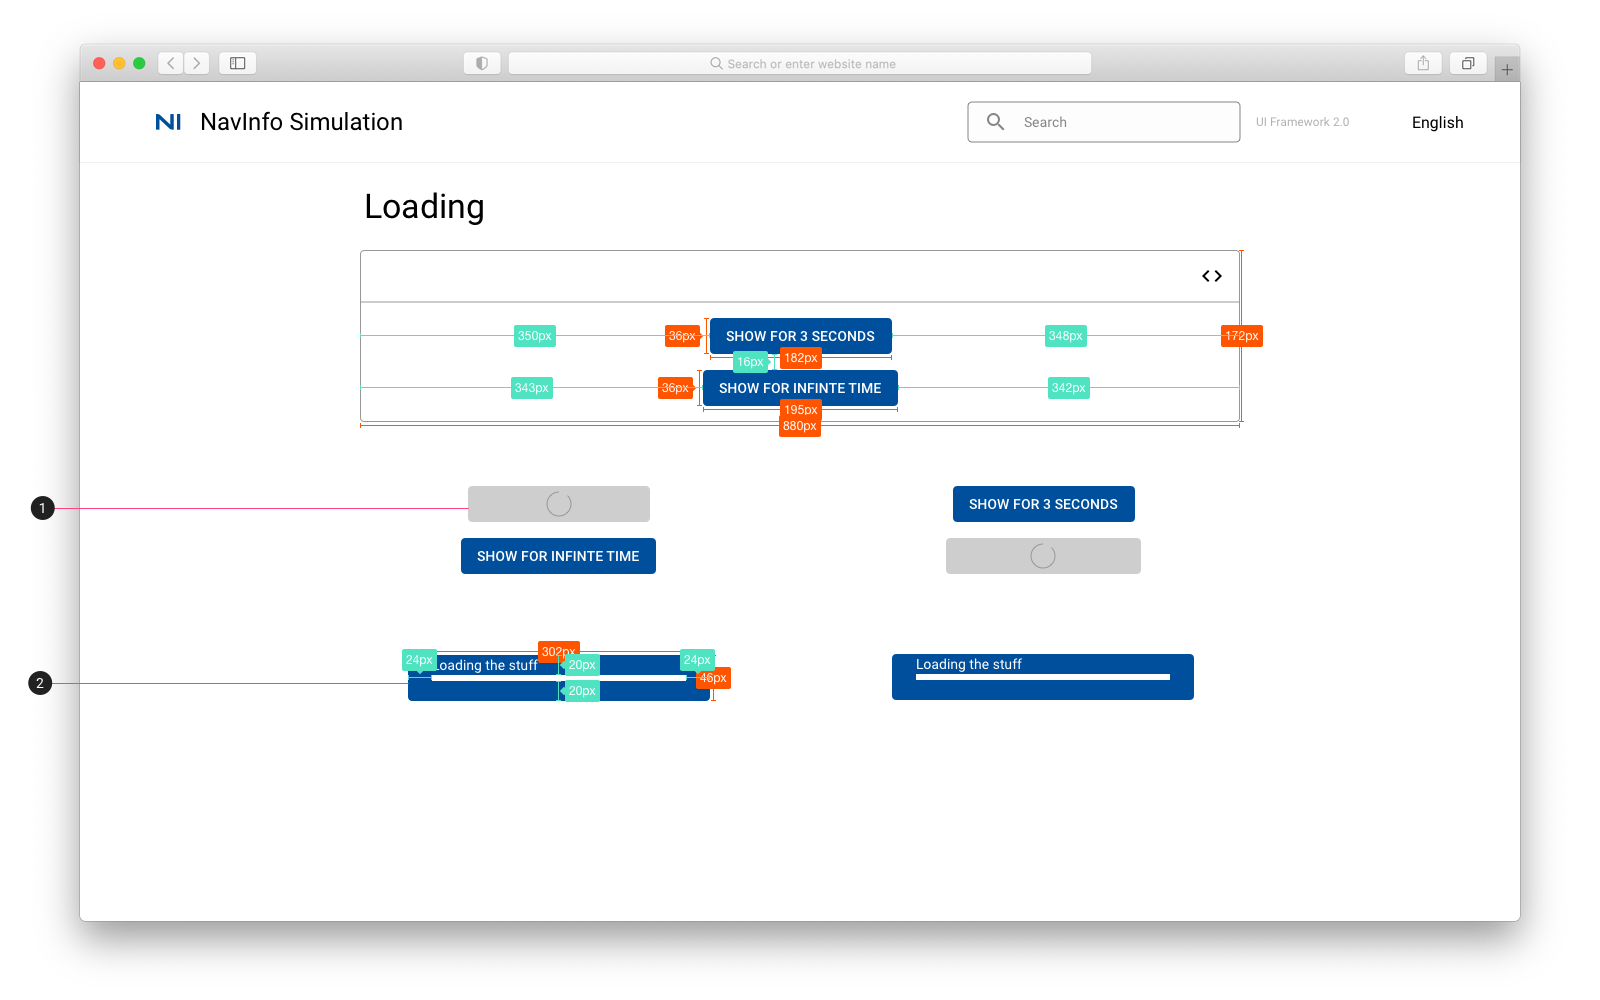 Search or enter website name
NI NavInfo Simulation
Search
UI Framework 2.0
English
Loading
350px
36px
SHOW FOR 3 SECONDS
348px
172px
16px
182px
343px
36px
SHOW FOR INFINTE TIME
342px
195px
880px
1
SHOW FOR 3 SECONDS
SHOW FOR INFINTE TIME
302px
24px
Loading the stuff
20px
24px
46px
2
20px
Loading the stuff